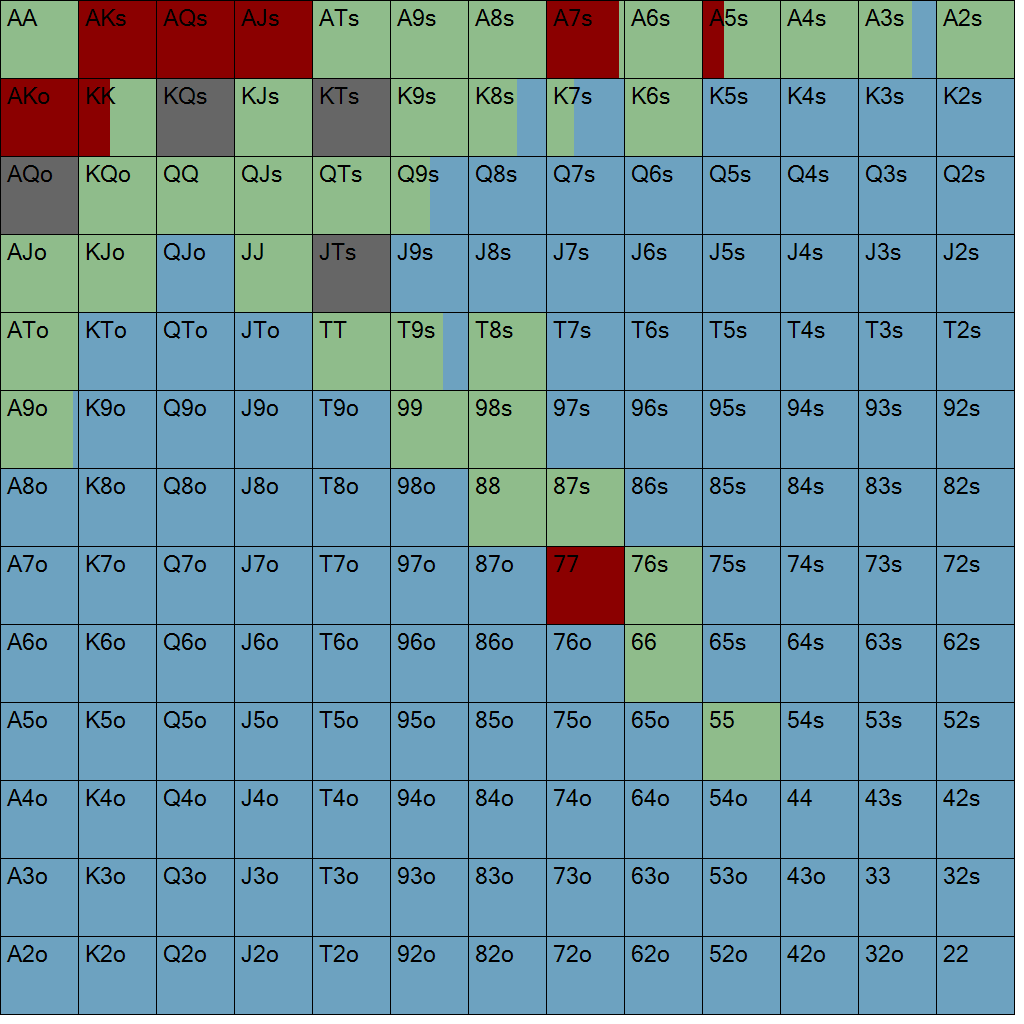 AA AKs AQs AJs ATs A9s A8s A7s A6s A5s A4s A3s A2s
AKo KK KQs KJs KTs K9s K8s K7s K6s K5s K4s K3s K2s
AQo KQo QQ QJs QTs Q9s Q8s Q7s Q6s Q5s Q4s Q3s Q2s
AJo KJo QJo JJ JTs J9s J8s J7s J6s J5s J4s J3s J2s
ATo KTo QTo JTo TT T9s T8s T7s T6s T5s T4s T3s T2s
A9o K9o Q9o J9o T9o 99 98s 97s 96s 95s 94s 93s 92s
A8o K8o Q8o J8o T8o 98o 88 87s 86s 85s 84s 83s 82s
A7o K7o Q7o J7o T7o 97o 87o 77 76s 75s 74s 73s 72s
A6o K6o Q6o J6o T6o 96o 86o 76o 66 65s 64s 63s 62s
A5o K5o Q5o J5o T5o 95o 85o 75o 65o 55 54s 53s 52s
A4o K4o Q4o J4o T4o 94o 84o 74o 64o 54o 44 43s 42s
A3o K3o Q3o J3o T3o 93o 83o 73o 63o 53o 43o 33 32s
A2o K2o Q2o J2o T2o 92o 82o 72o 62o 52o 42o 32o 22